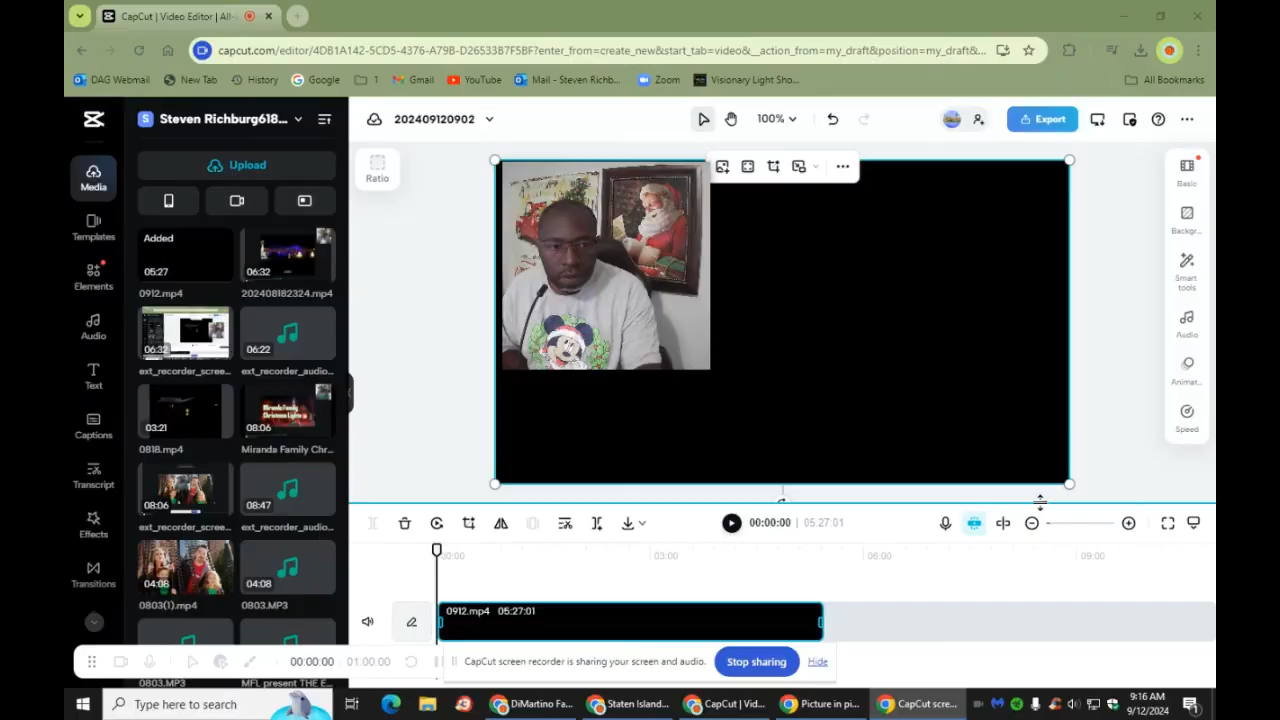 CapCut | Video Editor | All-
capcut.com/editor/4DB1A142-5CD5-4376-A79B-D26533B7F5BF?enter_from=create_new&start_tab=video&__action_from=my_draft&position=my_draft&...
DAG Webmail
New Tab
History
Google
1
Gmail
YouTube
Mail - Steven Richb...
Zoom
Visionary Light Sho...
All Bookmarks
S Steven Richburg618...
202409120902
100%
Export
Media
Templates
Elements
Audio
Text
Captions
Transcript
Effects
Transitions
Upload
Added
05:27
06:32
0912.mp4
202408182324.mp4
06:32
06:22
ext_recorder_scree...
ext_recorder_audio...
03:21
Miranda Family
Christmas Lights
08:06
0818.mp4
Miranda Family Chr...
08:06
08:47
ext_recorder_scree...
ext_recorder_audio...
04:08
04:08
0803(1).mp4
0803.MP3
0803.MP3
MFL present THE E...
Ratio
Basic
Backgr...
Smart
tools
Audio
Animat...
Speed
00:00:00 | 05:27:01
00:00
03:00
06:00
09:00
0912.mp4 05:27:01
00:00:00
01:00:00
CapCut screen recorder is sharing your screen and audio.
Stop sharing
Hide
Type here to search
DiMartino Fa...
Staten Island...
CapCut | Vid...
Picture in pi...
CapCut scre...
9:16 AM
9/12/2024
1